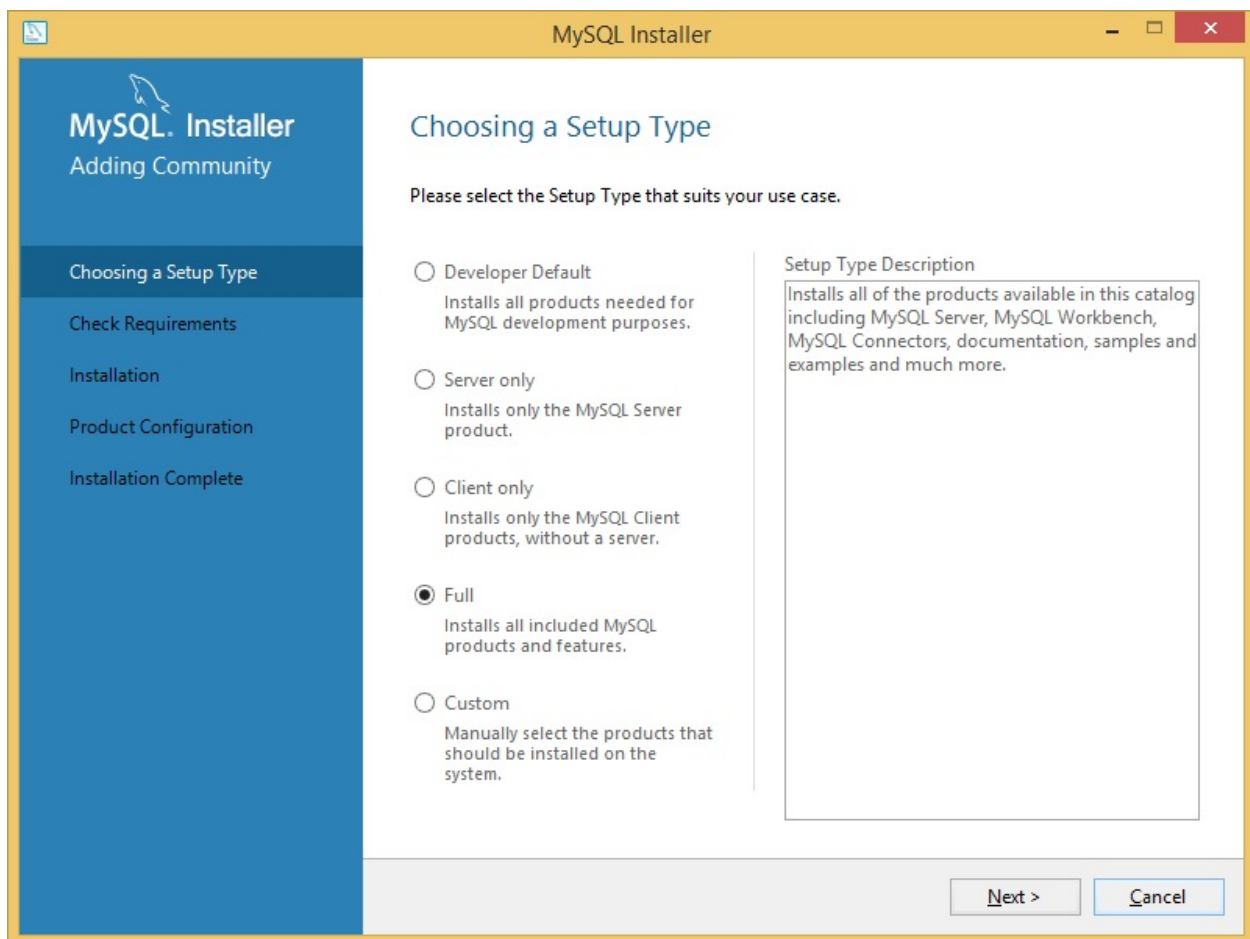 MySQL Installer
MySQL. Installer
Adding Community
Choosing a Setup Type
Check Requirements
Installation
Product Configuration
Installation Complete
Choosing a Setup Type
Please select the Setup Type that suits your use case.
Developer Default
Installs all products needed for
MySQL development purposes.
Server only
Installs only the MySQL Server
product.
Client only
Installs only the MySQL Client
products, without a server.
Full
Installs all included MySQL
products and features.
Custom
Manually select the products that
should be installed on the
system.
Setup Type Description
Installs all of the products available in this catalog
including MySQL Server, MySQL Workbench,
MySQL Connectors, documentation, samples and
examples and much more.
Next >
Cancel